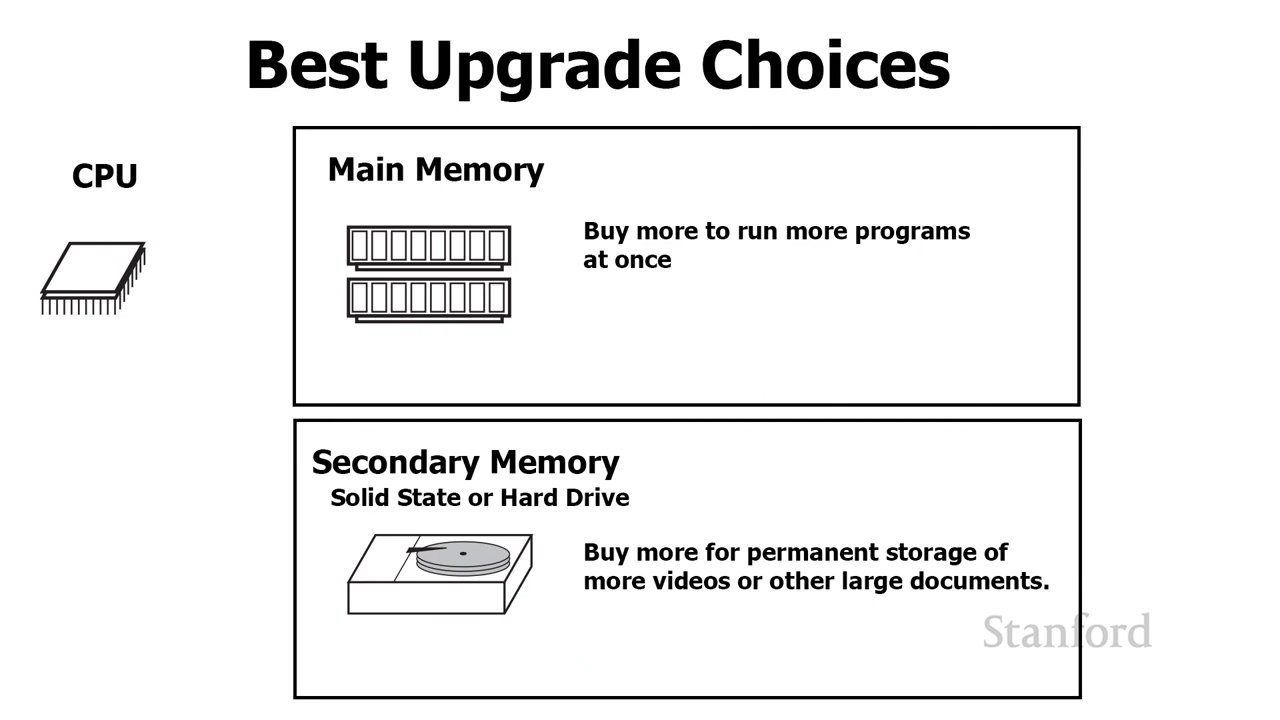 Best Upgrade Choices
CPU
Main Memory
Buy more to run more programs
at once
Secondary Memory
Solid State or Hard Drive
Buy more for permanent storage of
more videos or other large documents.
Stanford